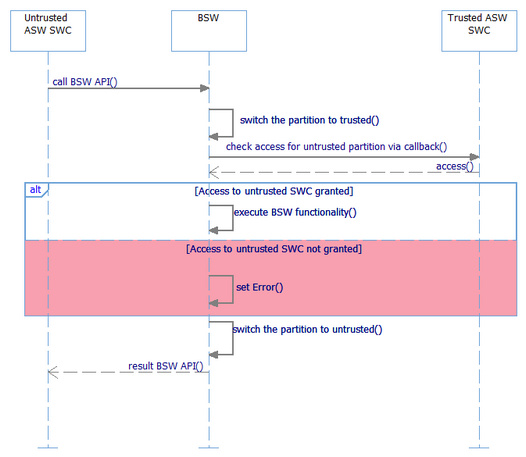 Untrusted
ASW SWC
BSW
Trusted ASW
SWC
call BSW API()
switch the partition to trusted()
check access for untrusted partition via callback()
access()
alt
[Access to untrusted SWC granted]
execute BSW functionality()
[Access to untrusted SWC not granted]
set Error()
switch the partition to untrusted()
result BSW API()